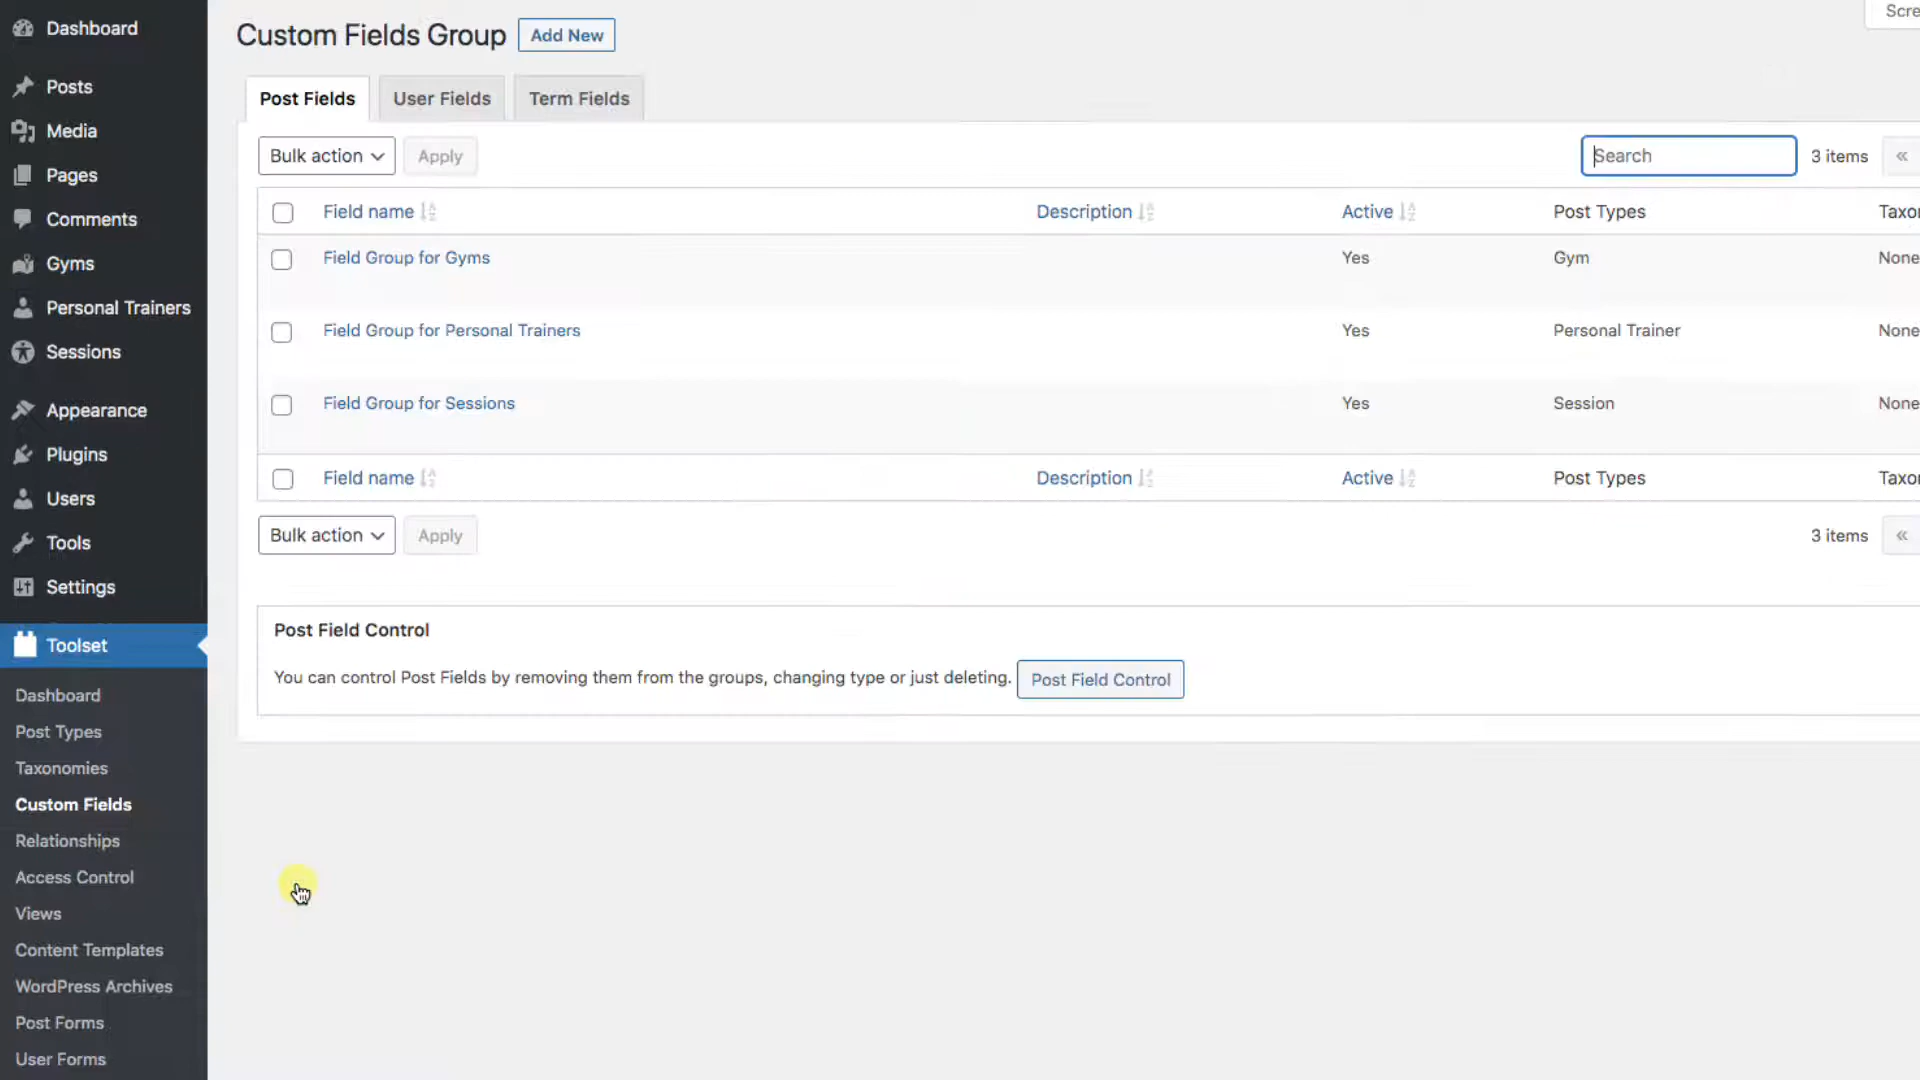 Dashboard
Posts
Media
Pages
Comments
Gyms
Personal Trainers
Sessions
Appearance
Plugins
Users
Tools
Settings
Toolset
Dashboard
Post Types
Taxonomies
Custom Fields
Relationships
Access Control
Views
Content Templates
WordPress Archives
Post Forms
User Forms
Scre
Custom Fields Group Add New
Post Fields User Fields Term Fields
Bulk action Apply Search 3 items «
Field name Description Active Post Types Taxo
Field Group for Gyms Yes Gym None
Field Group for Personal Trainers Yes Personal Trainer None
Field Group for Sessions Yes Session None
Field name Description Active Post Types Taxo
Bulk action Apply 3 items «
Post Field Control
You can control Post Fields by removing them from the groups, changing type or just deleting. Post Field Control